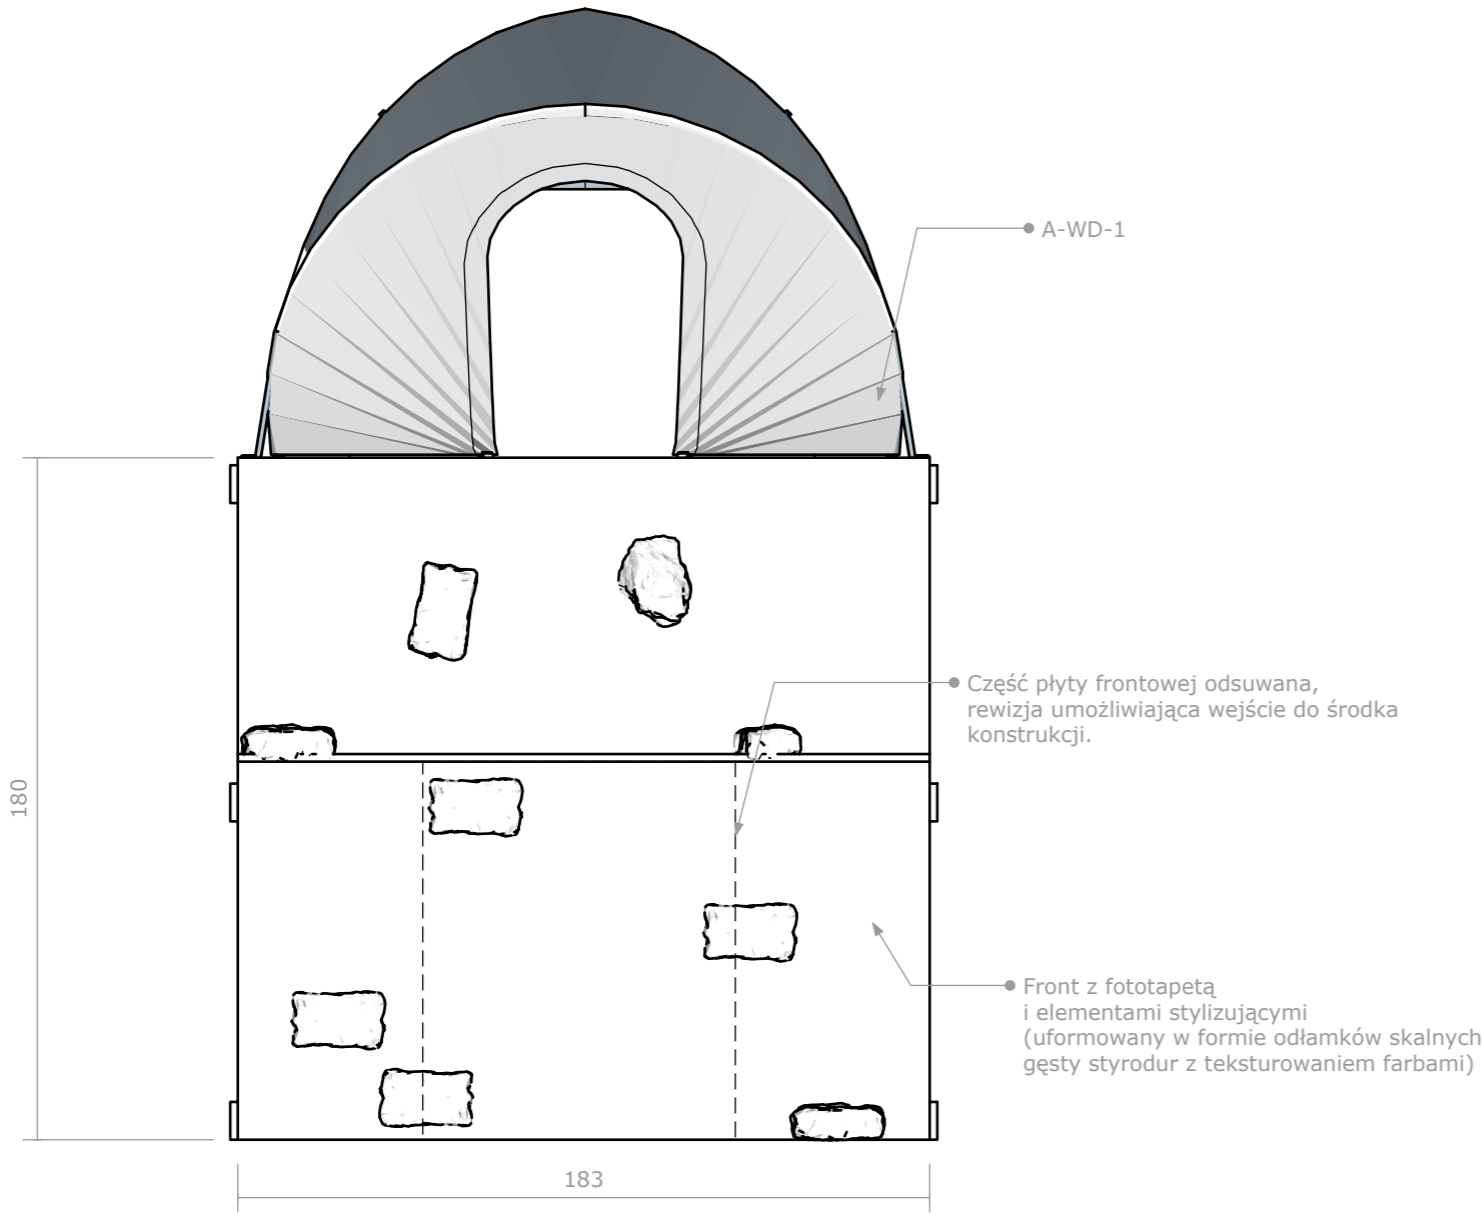 A-WD-1
Część płyty frontowej odsuwana,
rewizja umożliwiająca wejście do środka
konstrukcji.
180
Front z fototapetą
i elementami stylizującymi
(uformowany w formie odłamków skalnych
gęsty styrodur z teksturowaniem farbami)
183